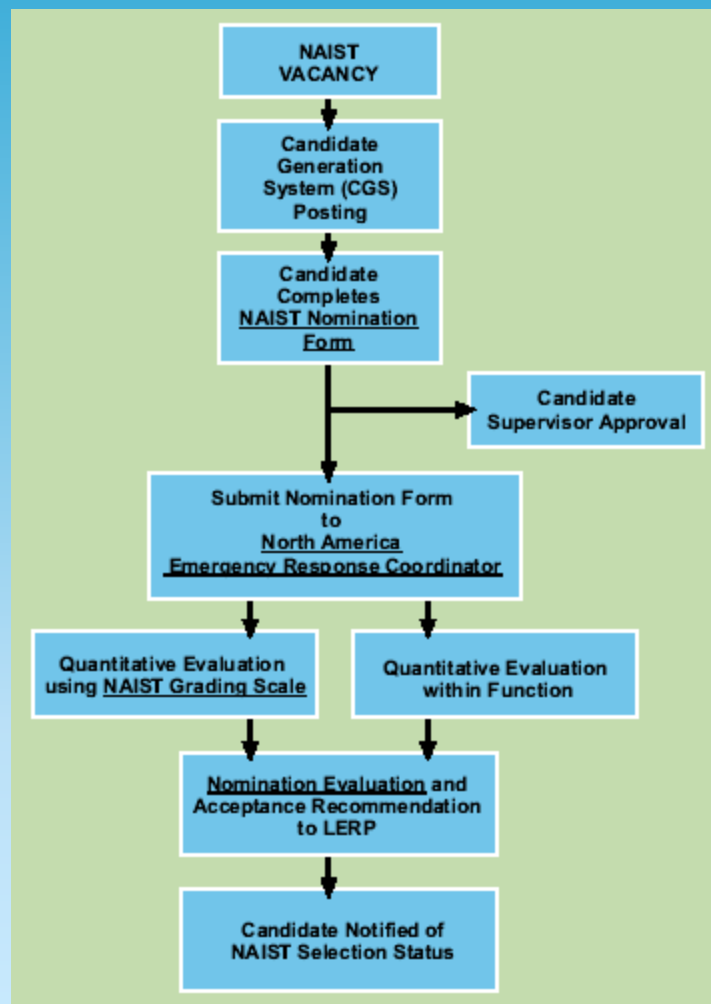 NAIST
VACANCY
Candidate
Generation
System (CGS)
Posting
Candidate
Completes
NAIST Nomination
Form
Candidate
Supervisor Approval
Submit Nomination Form
to
North America
Emergency Response Coordinator
Quantitative Evaluation
using NAIST Grading Scale
Quantitative Evaluation
within Function
Nomination Evaluation and
Acceptance Recommendation
to LERP
Candidate Notified of
NAIST Selection Status